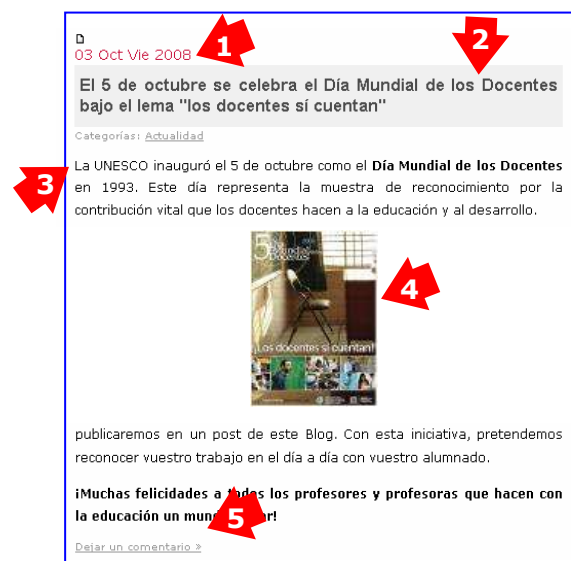 1
03 Oct Vie 2008
2
El 5 de octubre se celebra el Día Mundial de los Docentes
bajo el lema "los docentes sí cuentan"
Categorías: Actualidad
3
La UNESCO inauguró el 5 de octubre como el Día Mundial de los Docentes
en 1993. Este día representa la muestra de reconocimiento por la
contribución vital que los docentes hacen a la educación y al desarrollo.
5 Día
Mundial
Docentes
4
¡Los docentes sí cuentan!
publicaremos en un post de este Blog. Con esta iniciativa, pretendemos
reconocer vuestro trabajo en el día a día con vuestro alumnado.
¡Muchas felicidades a todos los profesores y profesoras que hacen con
la educación un mundo
5
Dejar un comentario »